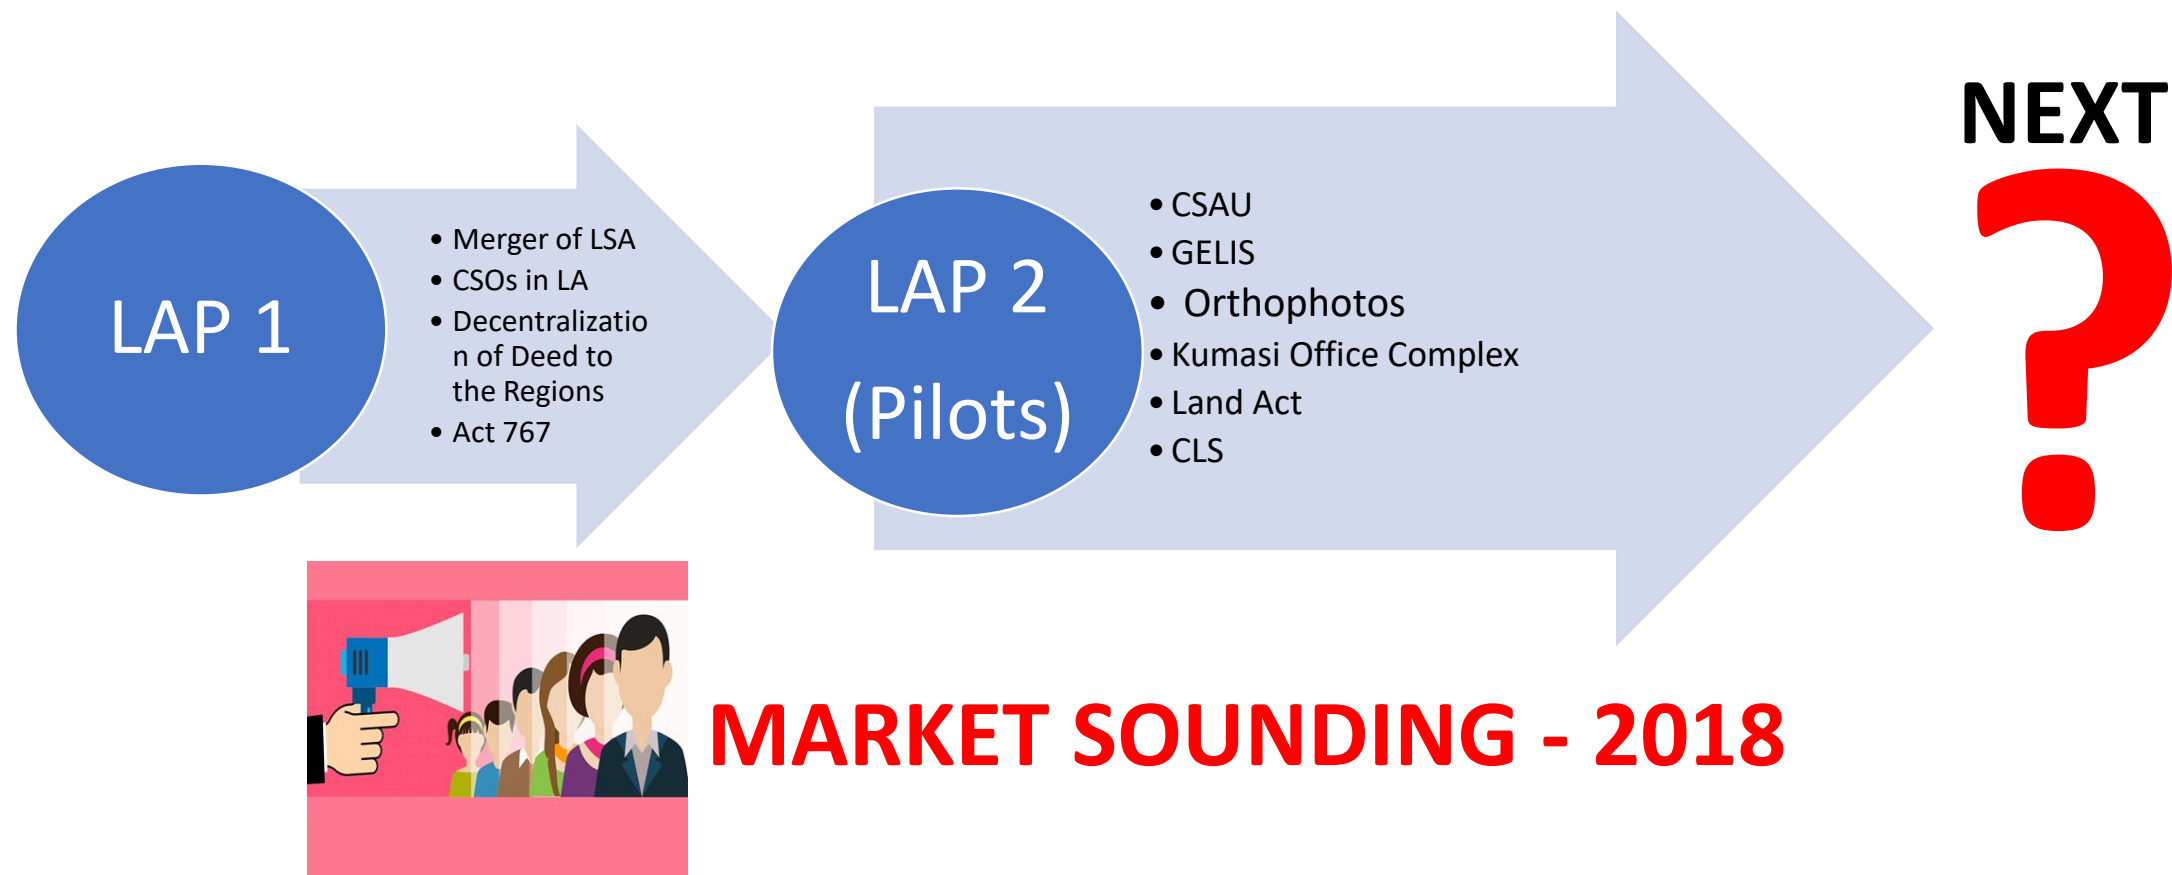 LAP 1
• Merger of LSA
• CSOs in LA
• Decentralizatio
n of Deed to
the Regions
• Act 767
LAP 2
(Pilots)
• CSAU
• GELIS
• Orthophotos
• Kumasi Office Complex
• Land Act
• CLS
NEXT
?
MARKET SOUNDING - 2018